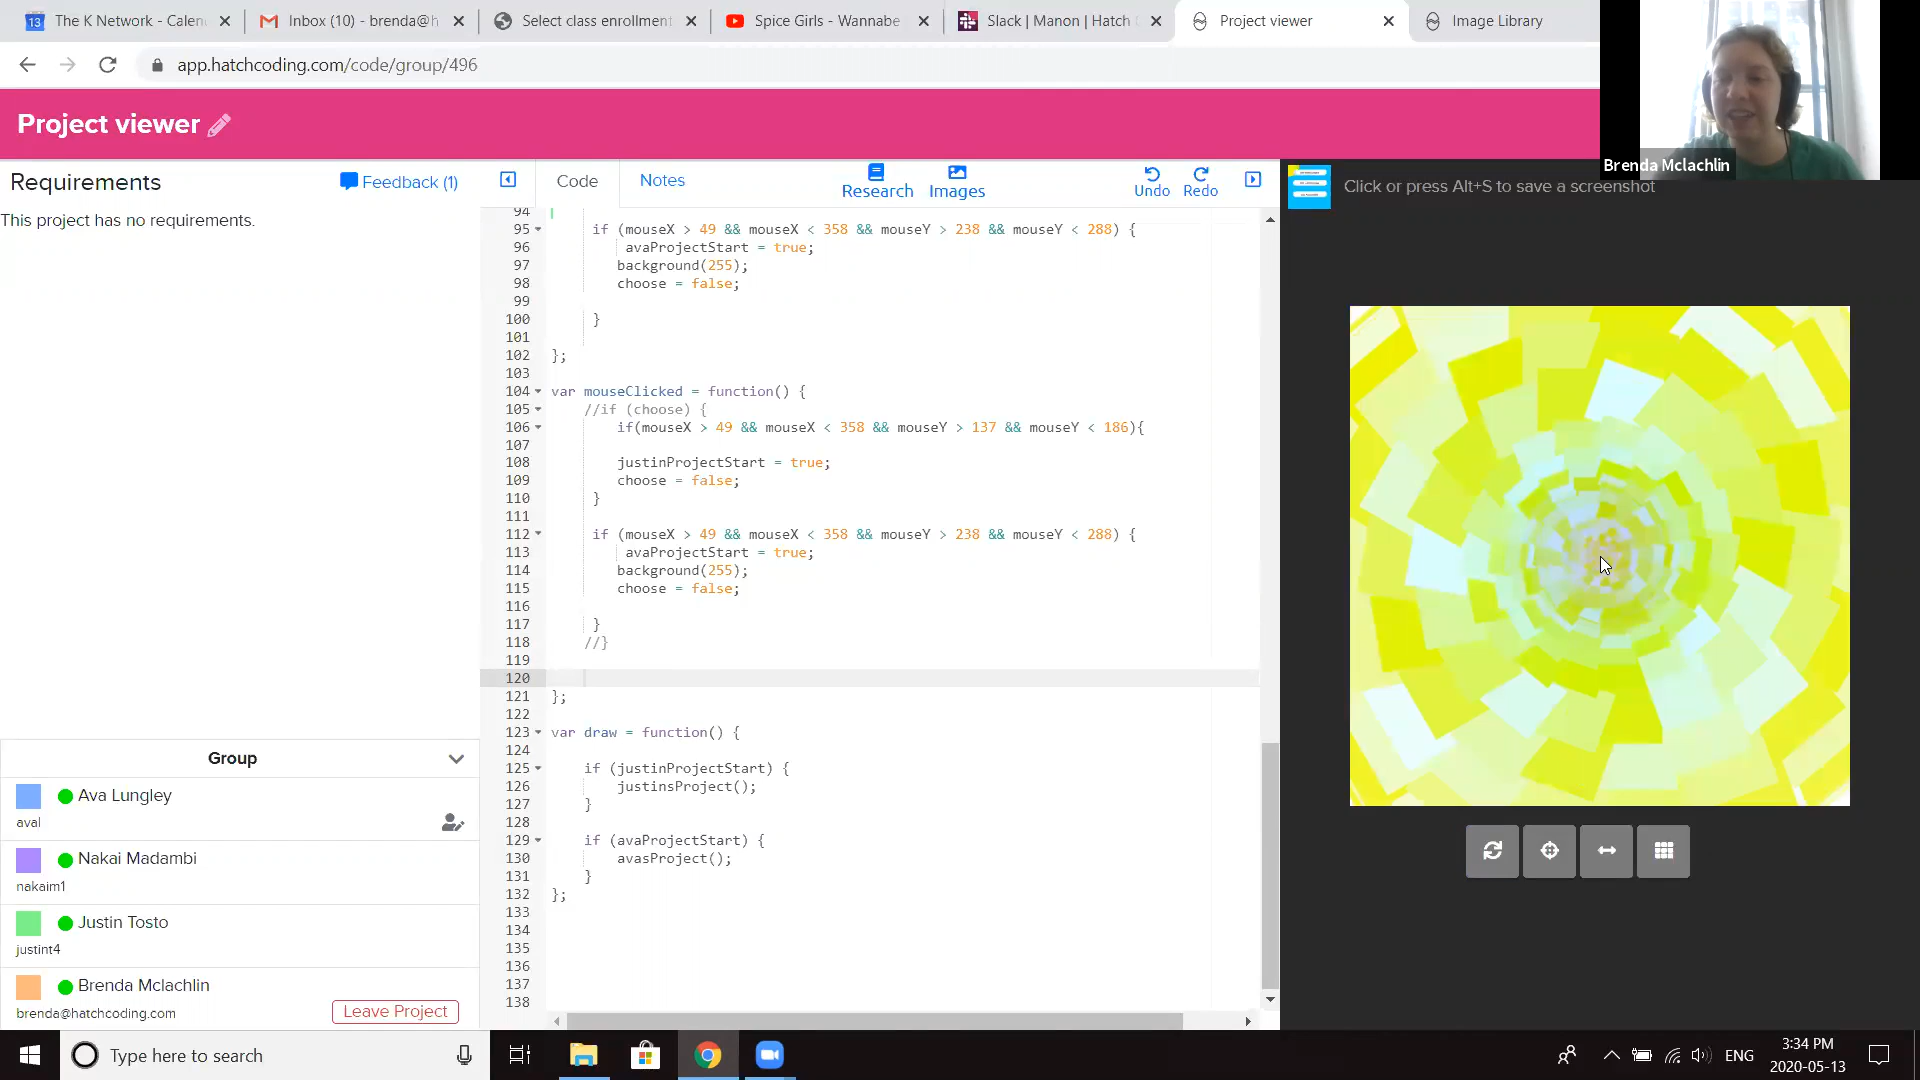 13 The K Network - Calen
Inbox (10) - brenda@h
Select class enrollment
Spice Girls - Wannabe
Slack | Manon | Hatch
Project viewer
Image Library
app.hatchcoding.com/code/group/496
Project viewer
Brenda Mclachlin
Requirements
Feedback (1)
This project has no requirements.
Code
Notes
Research
Images
Undo
Redo
Click or press Alt+S to save a screenshot
94
95 if (mouseX > 49 && mouseX < 358 && mouseY > 238 && mouseY < 288) {
96 avaProjectStart = true;
97 background(255);
98 choose = false;
99
100 }
101
102 };
103
104 var mouseClicked = function() {
105 //if (choose) {
106 if(mouseX > 49 && mouseX < 358 && mouseY > 137 && mouseY < 186){
107
108 justinProjectStart = true;
109 choose = false;
110 }
111
112 if (mouseX > 49 && mouseX < 358 && mouseY > 238 && mouseY < 288) {
113 avaProjectStart = true;
114 background(255);
115 choose = false;
116
117 }
118 //}
119
120
121 };
122
123 var draw = function() {
124
125 if (justinProjectStart) {
126 justinsProject();
127 }
128
129 if (avaProjectStart) {
130 avasProject();
131 }
132 };
133
134
135
136
137
138
Group
Ava Lungley
aval
Nakai Madambi
nakaim1
Justin Tosto
justint4
Brenda Mclachlin
brenda@hatchcoding.com
Leave Project
Type here to search
ENG
3:34 PM
2020-05-13